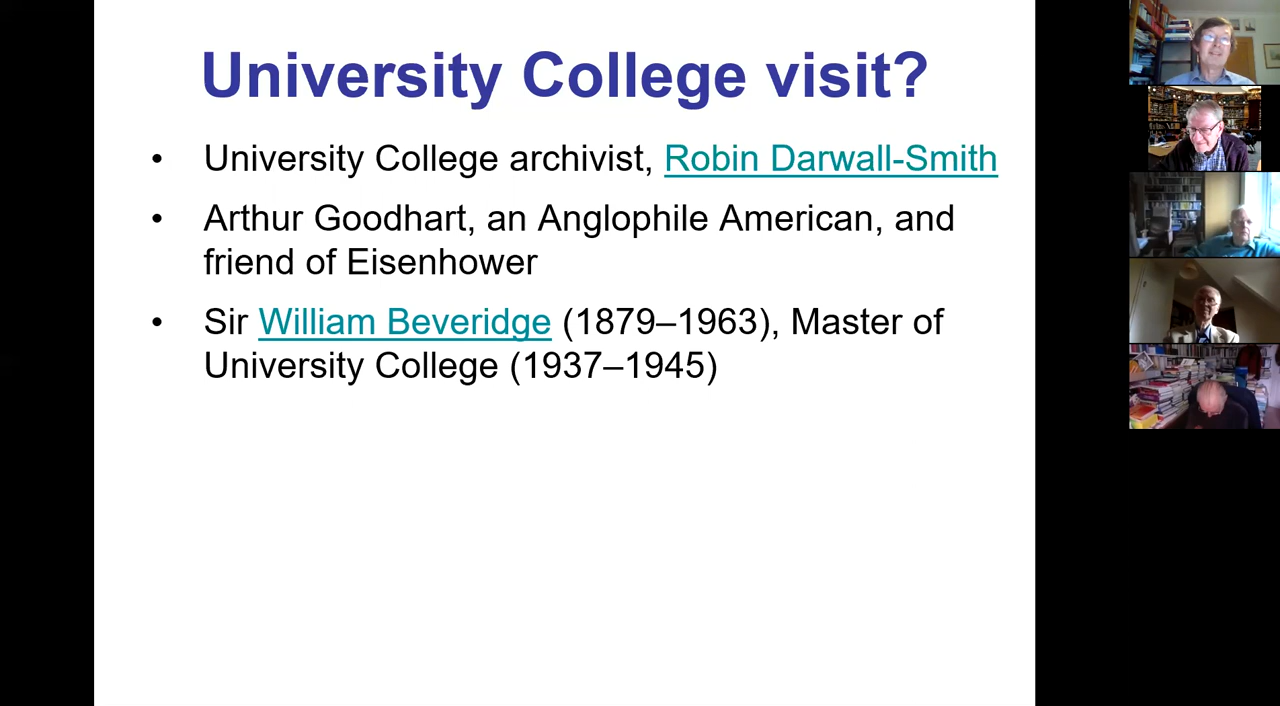 University College visit?
• University College archivist, Robin Darwall-Smith
• Arthur Goodhart, an Anglophile American, and
friend of Eisenhower
• Sir William Beveridge (1879–1963), Master of
University College (1937–1945)